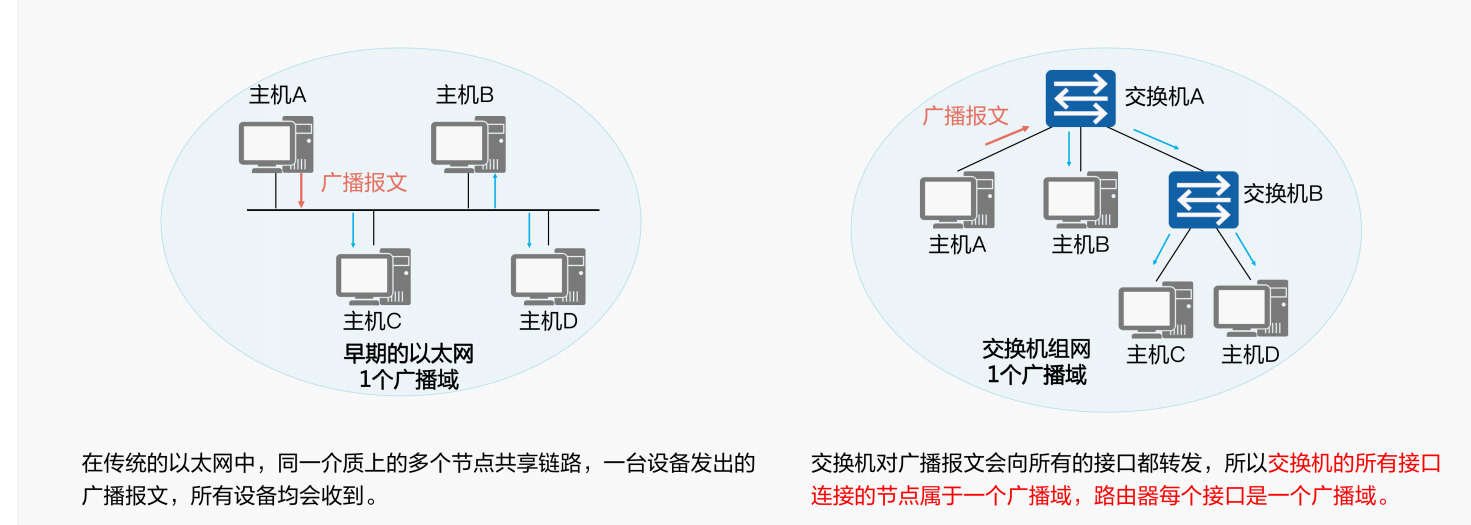 主机A
主机B
广播报文
主机C
主机D
早期的以太网
1个广播域
在传统的以太网中，同一介质上的多个节点共享链路，一台设备发出的
广播报文，所有设备均会收到。
交换机A
广播报文
交换机B
主机A
主机B
主机C
主机D
交换机组网
1个广播域
交换机对广播报文会向所有的接口都转发，所以交换机的所有接口
连接的节点属于一个广播域，路由器每个接口是一个广播域。